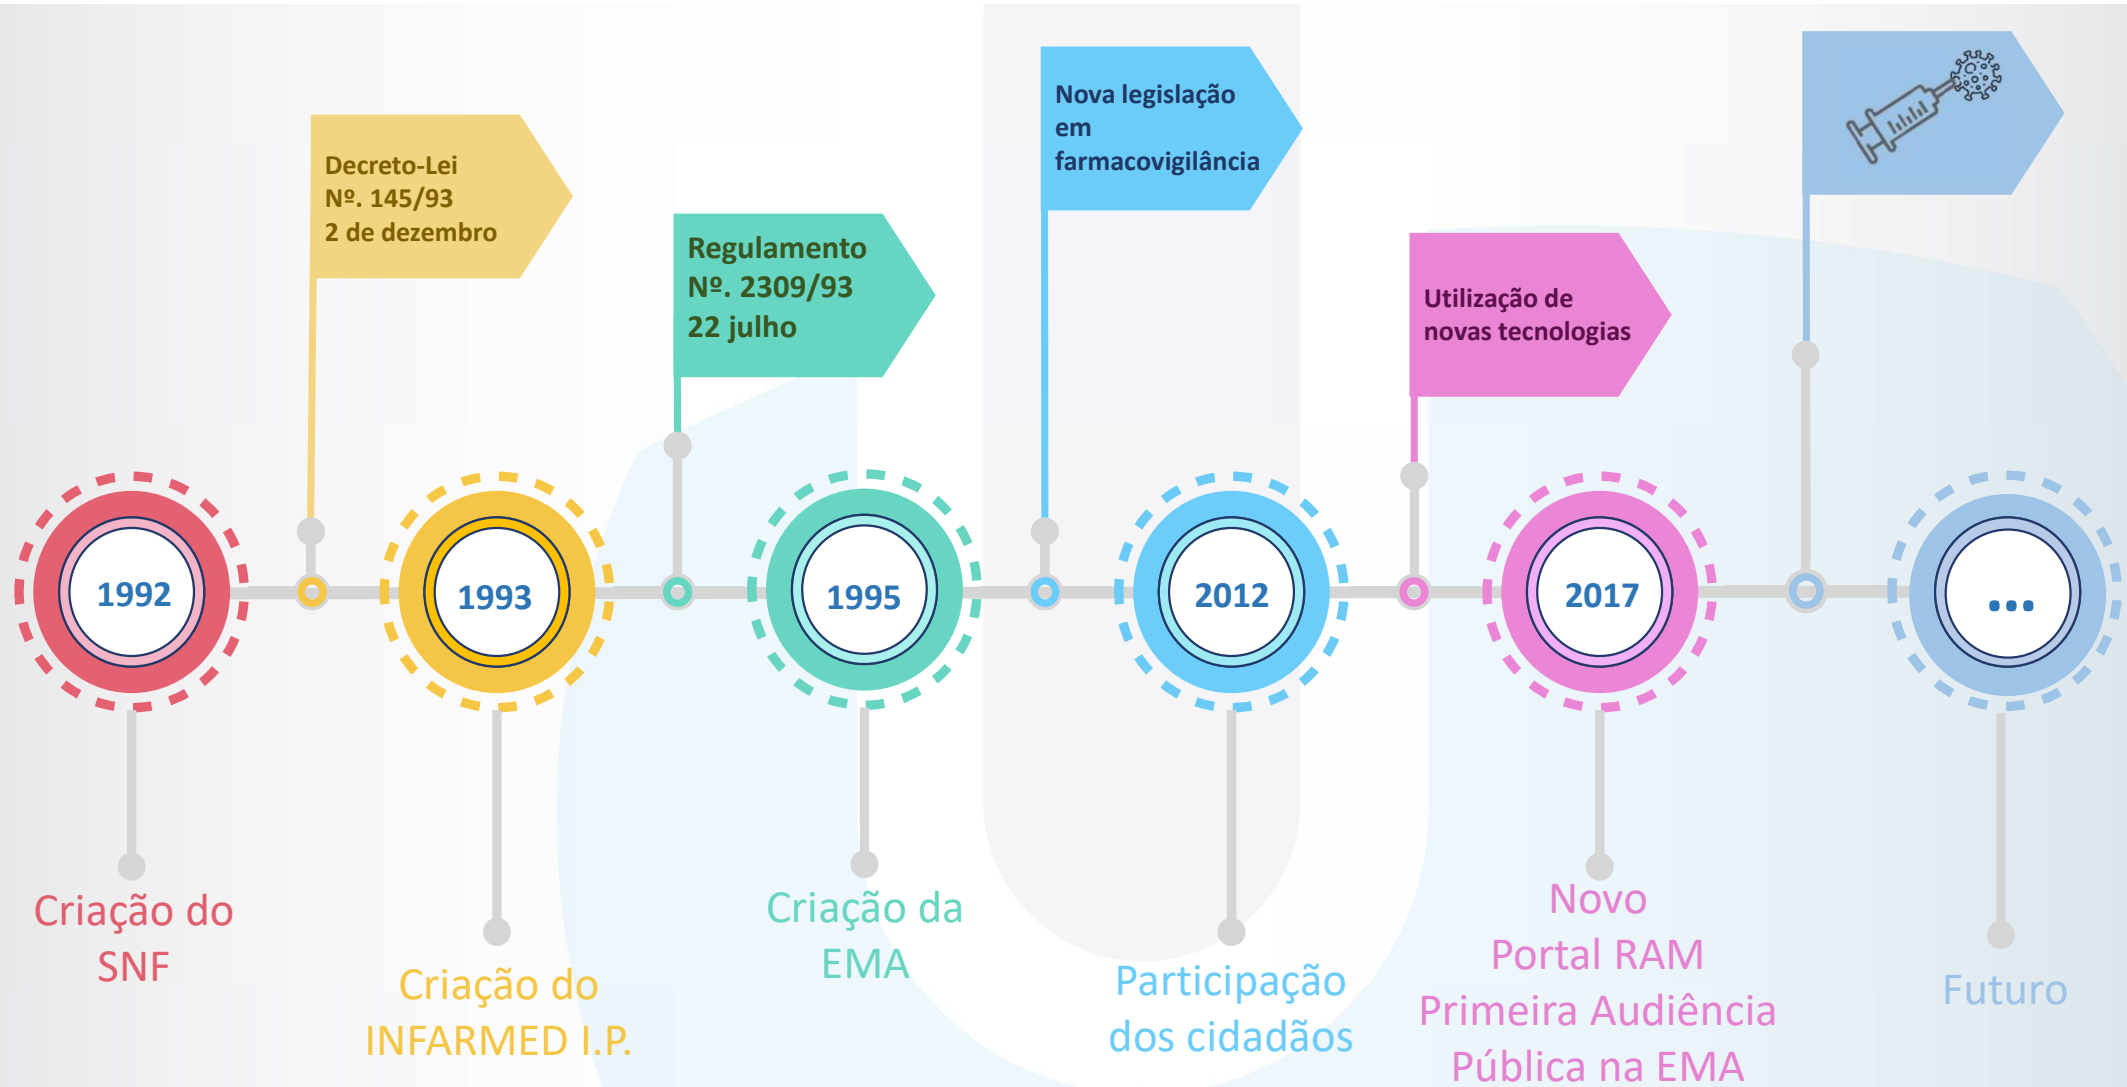 Decreto-Lei
Nº. 145/93
2 de dezembro
Regulamento
Nº. 2309/93
22 julho
Nova legislação
em
farmacovigilância
Utilização de
novas tecnologias
1992
1993
1995
2012
2017
...
Criação do
SNF
Criação do
INFARMED I.P.
Criação da
EMA
Participação
dos cidadãos
Novo
Portal RAM
Primeira Audiência
Pública na EMA
Futuro